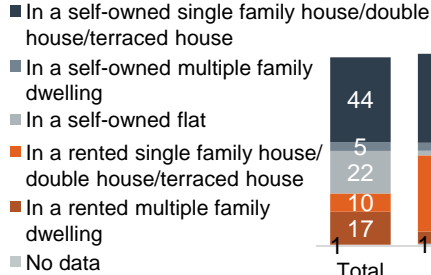 In a self-owned single family house/double
house/terraced house
In a self-owned multiple family
dwelling
In a self-owned flat
In a rented single family house/
double house/terraced house
In a rented multiple family
dwelling
No data
44
5
22
10
17
1
1
Total